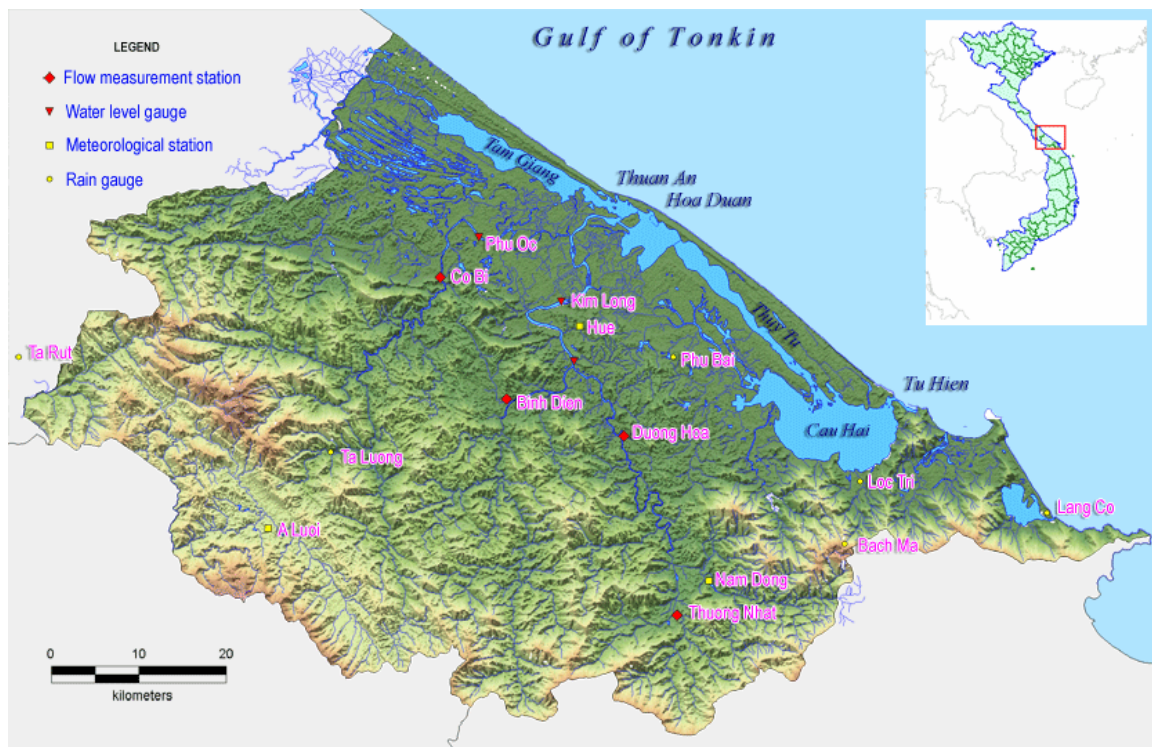 Gulf of Tonkin
LEGEND
Flow measurement station
Water level gauge
Meteorological station
Rain gauge
Tam Giang
Thuan An
Hoa Duan
Phu Oc
Co Bi
Kim Long
Hue
Thuy Tu
Ta Rut
Phu Bai
Tu Hien
Binh Dien
Cau Hai
Duong Hoa
Ta Luong
Loc Tri
Lang Co
A Luoi
Bach Ma
Nam Dong
Thuong Nhat
0 10 20
kilometers